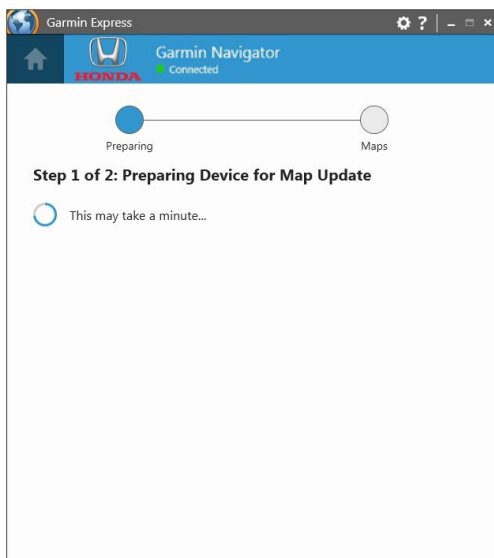 Garmin Express
?
HONDA
Garmin Navigator
Connected
Preparing
Maps
Step 1 of 2: Preparing Device for Map Update
This may take a minute...